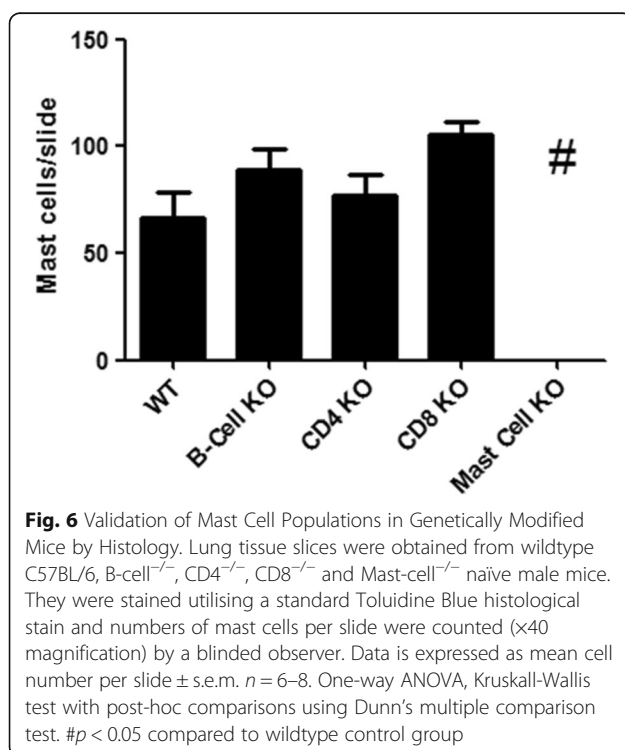 150
100
50
0
Mast cells/slide
#
WT
B-Cell KO
CD4 KO
CD8 KO
Mast Cell KO
Fig. 6 Validation of Mast Cell Populations in Genetically Modified
Mice by Histology. Lung tissue slices were obtained from wildtype
C57BL/6, B-cell⁻/⁻, CD4⁻/⁻, CD8⁻/⁻ and Mast-cell⁻/⁻ naïve male mice.
They were stained utilising a standard Toluidine Blue histological
stain and numbers of mast cells per slide were counted (×40
magnification) by a blinded observer. Data is expressed as mean cell
number per slide ± s.e.m. n = 6–8. One-way ANOVA, Kruskall-Wallis
test with post-hoc comparisons using Dunn's multiple comparison
test. #p < 0.05 compared to wildtype control group